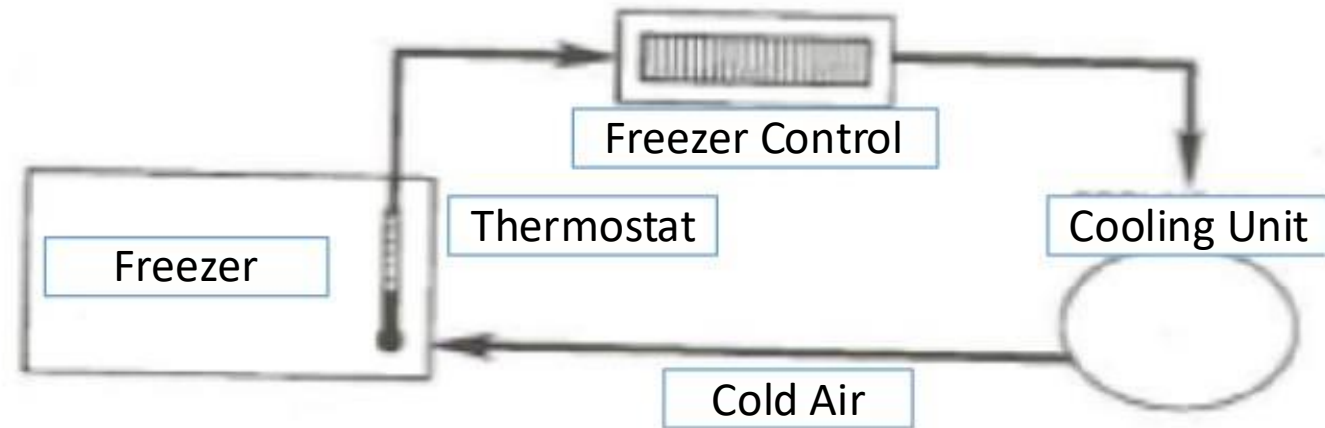 Freezer Control
Thermostat
Cooling Unit
Freezer
Cold Air